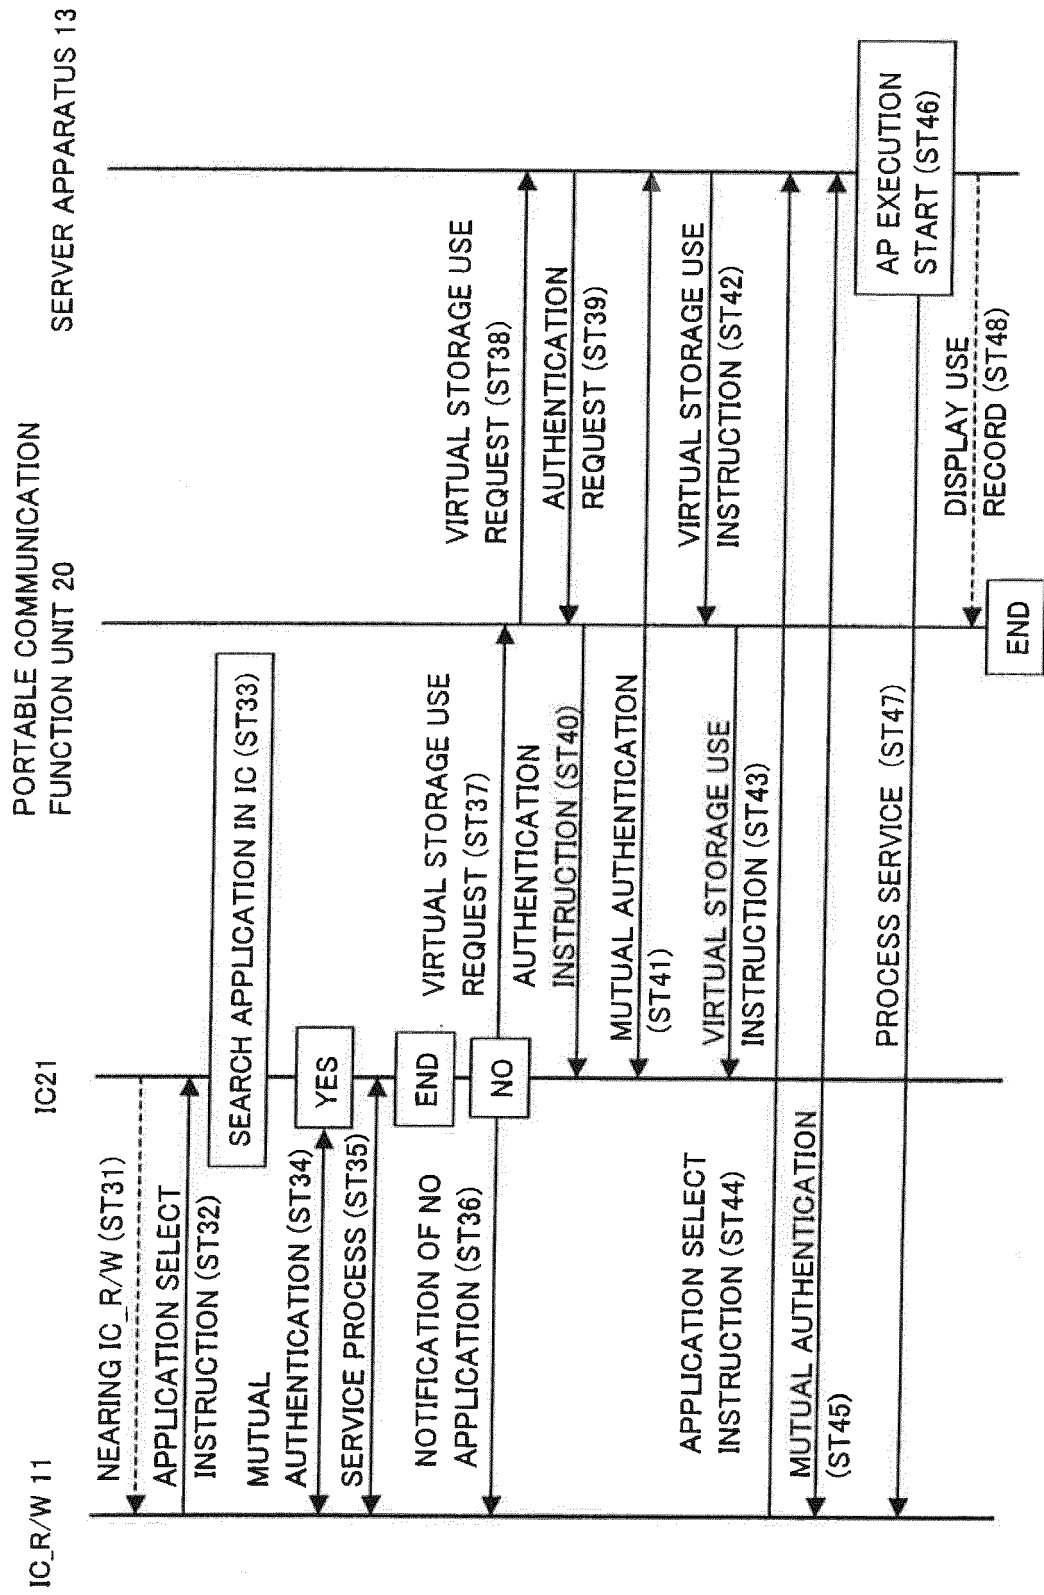 IC_R/W 11
IC21
PORTABLE COMMUNICATION
FUNCTION UNIT 20
SERVER APPARATUS 13
NEARING IC_R/W (ST31)
APPLICATION SELECT
INSTRUCTION (ST32)
SEARCH APPLICATION IN IC (ST33)
MUTUAL
AUTHENTICATION (ST34)
YES
SERVICE PROCESS (ST35)
END
NOTIFICATION OF NO
APPLICATION (ST36)
NO
VIRTUAL STORAGE USE
REQUEST (ST37)
VIRTUAL STORAGE USE
REQUEST (ST38)
AUTHENTICATION
REQUEST (ST39)
AUTHENTICATION
INSTRUCTION (ST40)
MUTUAL AUTHENTICATION
(ST41)
VIRTUAL STORAGE USE
INSTRUCTION (ST42)
VIRTUAL STORAGE USE
INSTRUCTION (ST43)
APPLICATION SELECT
INSTRUCTION (ST44)
MUTUAL AUTHENTICATION
(ST45)
AP EXECUTION
START (ST46)
PROCESS SERVICE (ST47)
DISPLAY USE
RECORD (ST48)
END